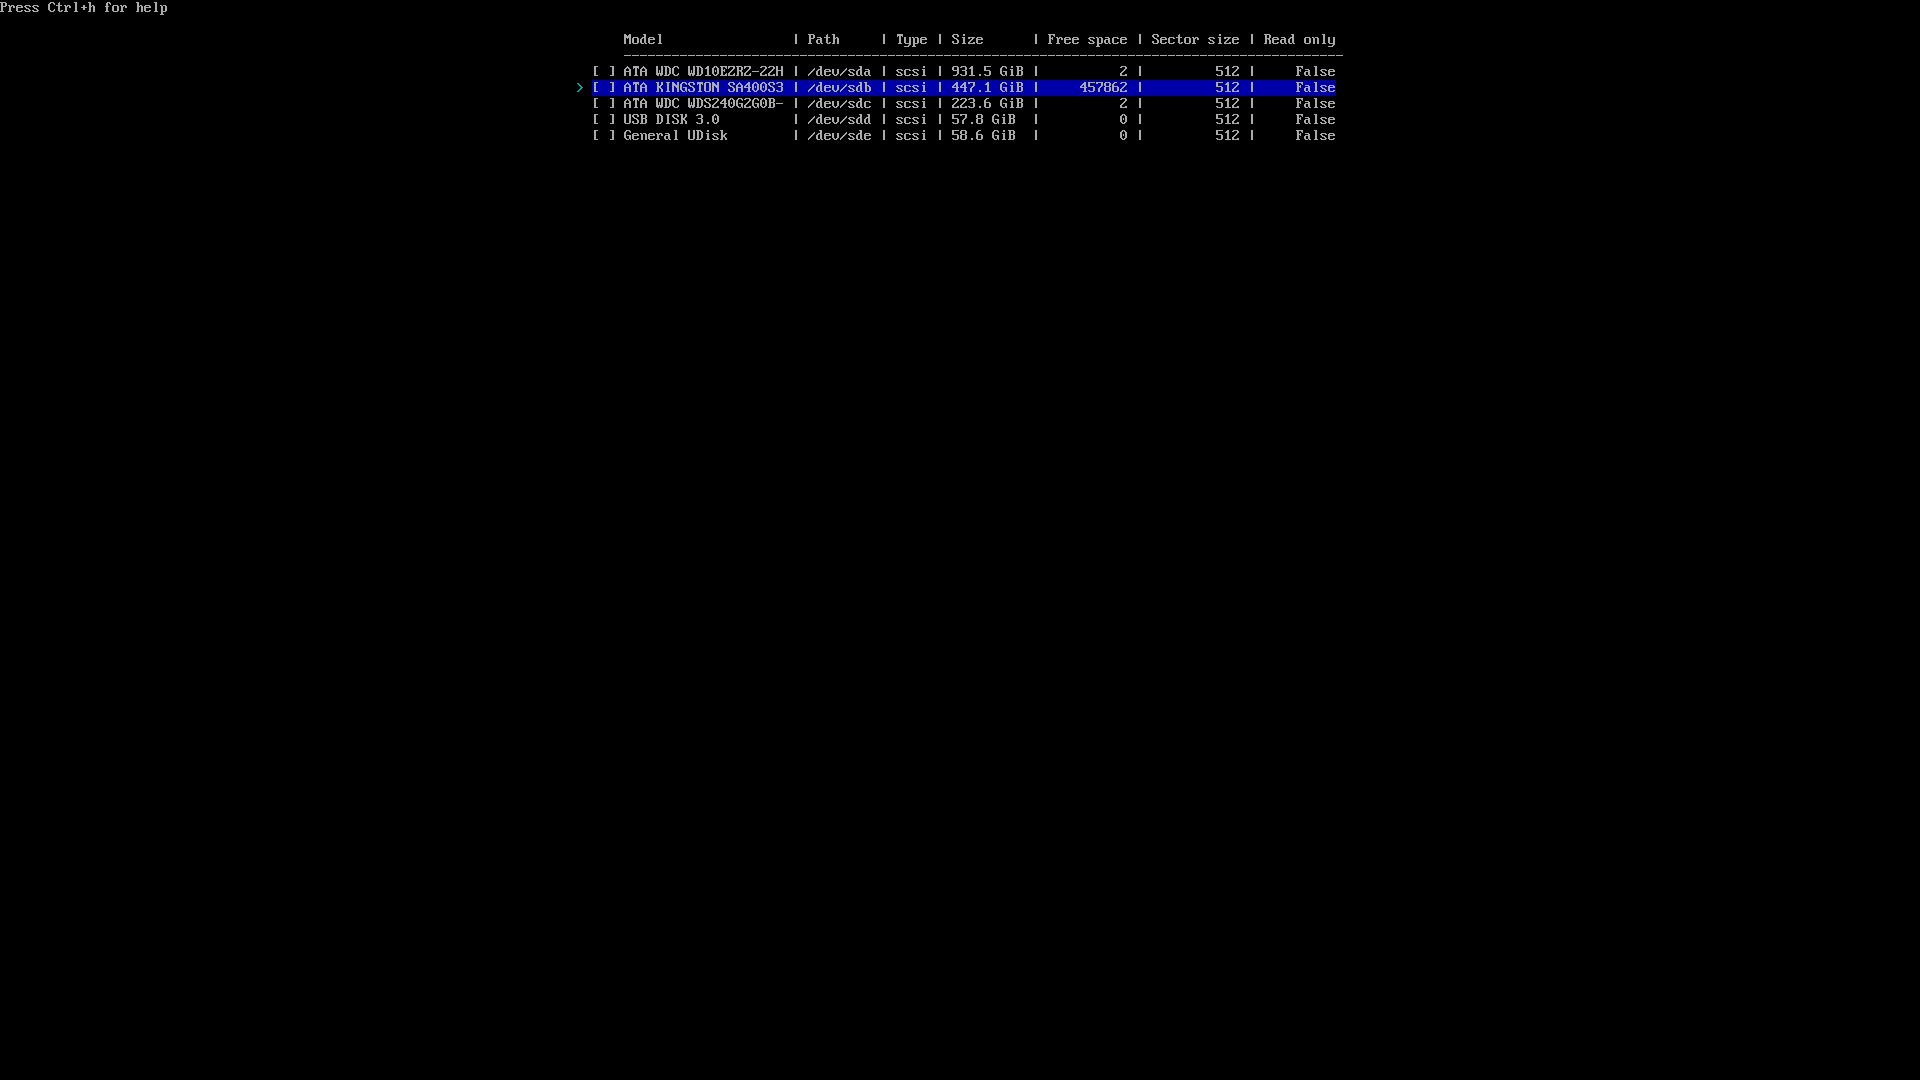 Press Ctrl+h for help
Model | Path | Type | Size | Free space | Sector size | Read only
[ ] ATA WDC WD10EZRZ-22H | /dev/sda | scsi | 931.5 GiB | 2 | 512 | False
> [ ] ATA KINGSTON SA400S3 | /dev/sdb | scsi | 447.1 GiB | 457862 | 512 | False
[ ] ATA WDC WDS240G2G0B- | /dev/sdc | scsi | 223.6 GiB | 2 | 512 | False
[ ] USB DISK 3.0 | /dev/sdd | scsi | 57.8 GiB | 0 | 512 | False
[ ] General UDisk | /dev/sde | scsi | 58.6 GiB | 0 | 512 | False